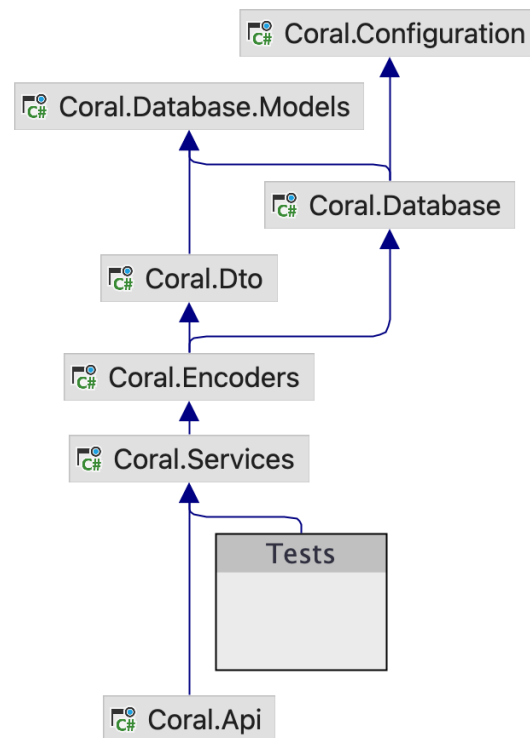 C# Coral.Configuration
C# Coral.Database.Models
C# Coral.Database
C# Coral.Dto
C# Coral.Encoders
C# Coral.Services
Tests
C# Coral.Api